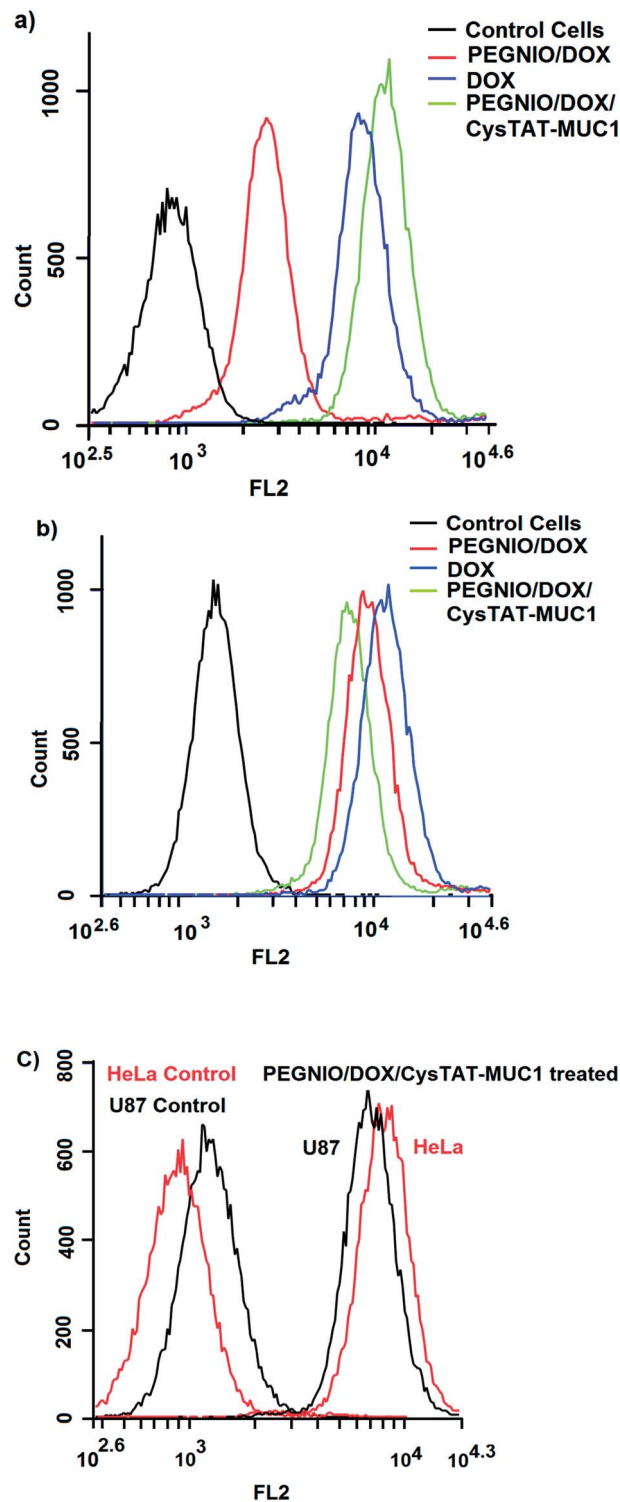 a)
Control Cells
PEGNIO/DOX
DOX
PEGNIO/DOX/
CysTAT-MUC1
1000
500
0
Count
10^2.5 10^3 10^4 10^4.6
FL2
b)
Control Cells
PEGNIO/DOX
DOX
PEGNIO/DOX/
CysTAT-MUC1
1000
500
0
Count
10^2.6 10^3 10^4 10^4.6
FL2
C)
HeLa Control PEGNIO/DOX/CysTAT-MUC1 treated
U87 Control
U87 HeLa
800
600
400
200
0
Count
10^2.6 10^3 10^4 10^4.3
FL2